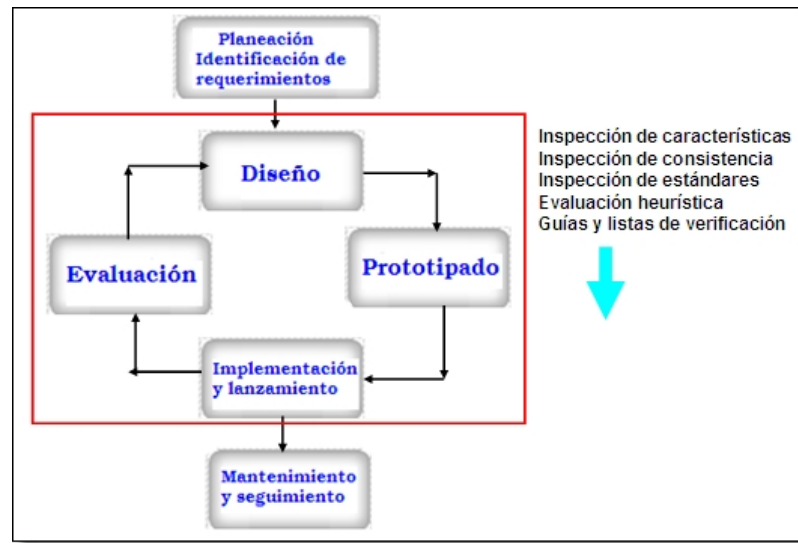 Planeación
Identificación de
requerimientos
Diseño
Evaluación
Prototipado
Implementación
y lanzamiento
Mantenimiento
y seguimiento
Inspección de características
Inspección de consistencia
Inspección de estándares
Evaluación heurística
Guías y listas de verificación